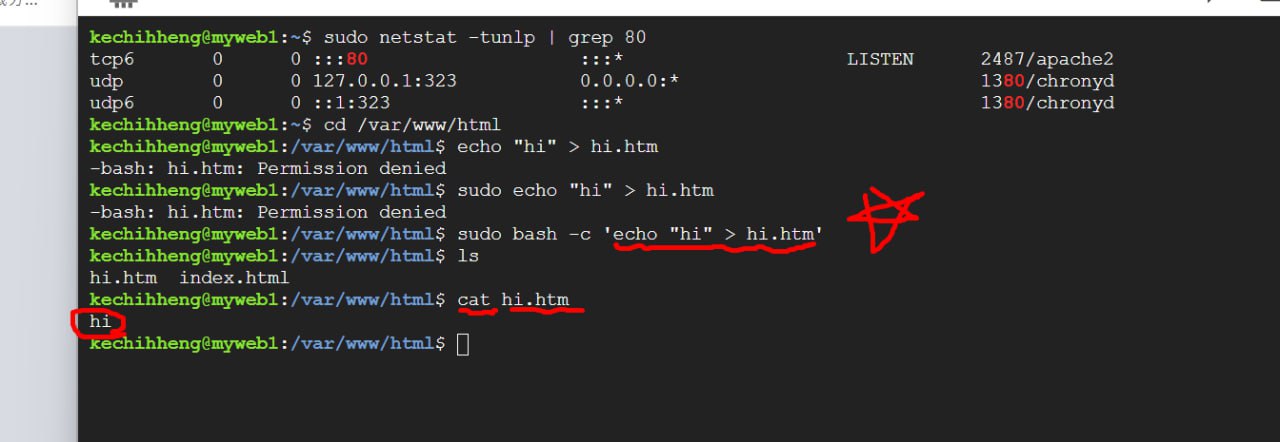 kechihheng@myweb1:~$ sudo netstat -tunlp | grep 80
tcp6       0      0 :::80                   :::*                    LISTEN      2487/apache2
udp        0      0 127.0.0.1:323           0.0.0.0:*                           1380/chronyd
udp6       0      0 ::1:323                 :::*                                1380/chronyd
kechihheng@myweb1:~$ cd /var/www/html
kechihheng@myweb1:/var/www/html$ echo "hi" > hi.htm
-bash: hi.htm: Permission denied
kechihheng@myweb1:/var/www/html$ sudo echo "hi" > hi.htm
-bash: hi.htm: Permission denied
kechihheng@myweb1:/var/www/html$ sudo bash -c 'echo "hi" > hi.htm'
kechihheng@myweb1:/var/www/html$ ls
hi.htm  index.html
kechihheng@myweb1:/var/www/html$ cat hi.htm
hi
kechihheng@myweb1:/var/www/html$